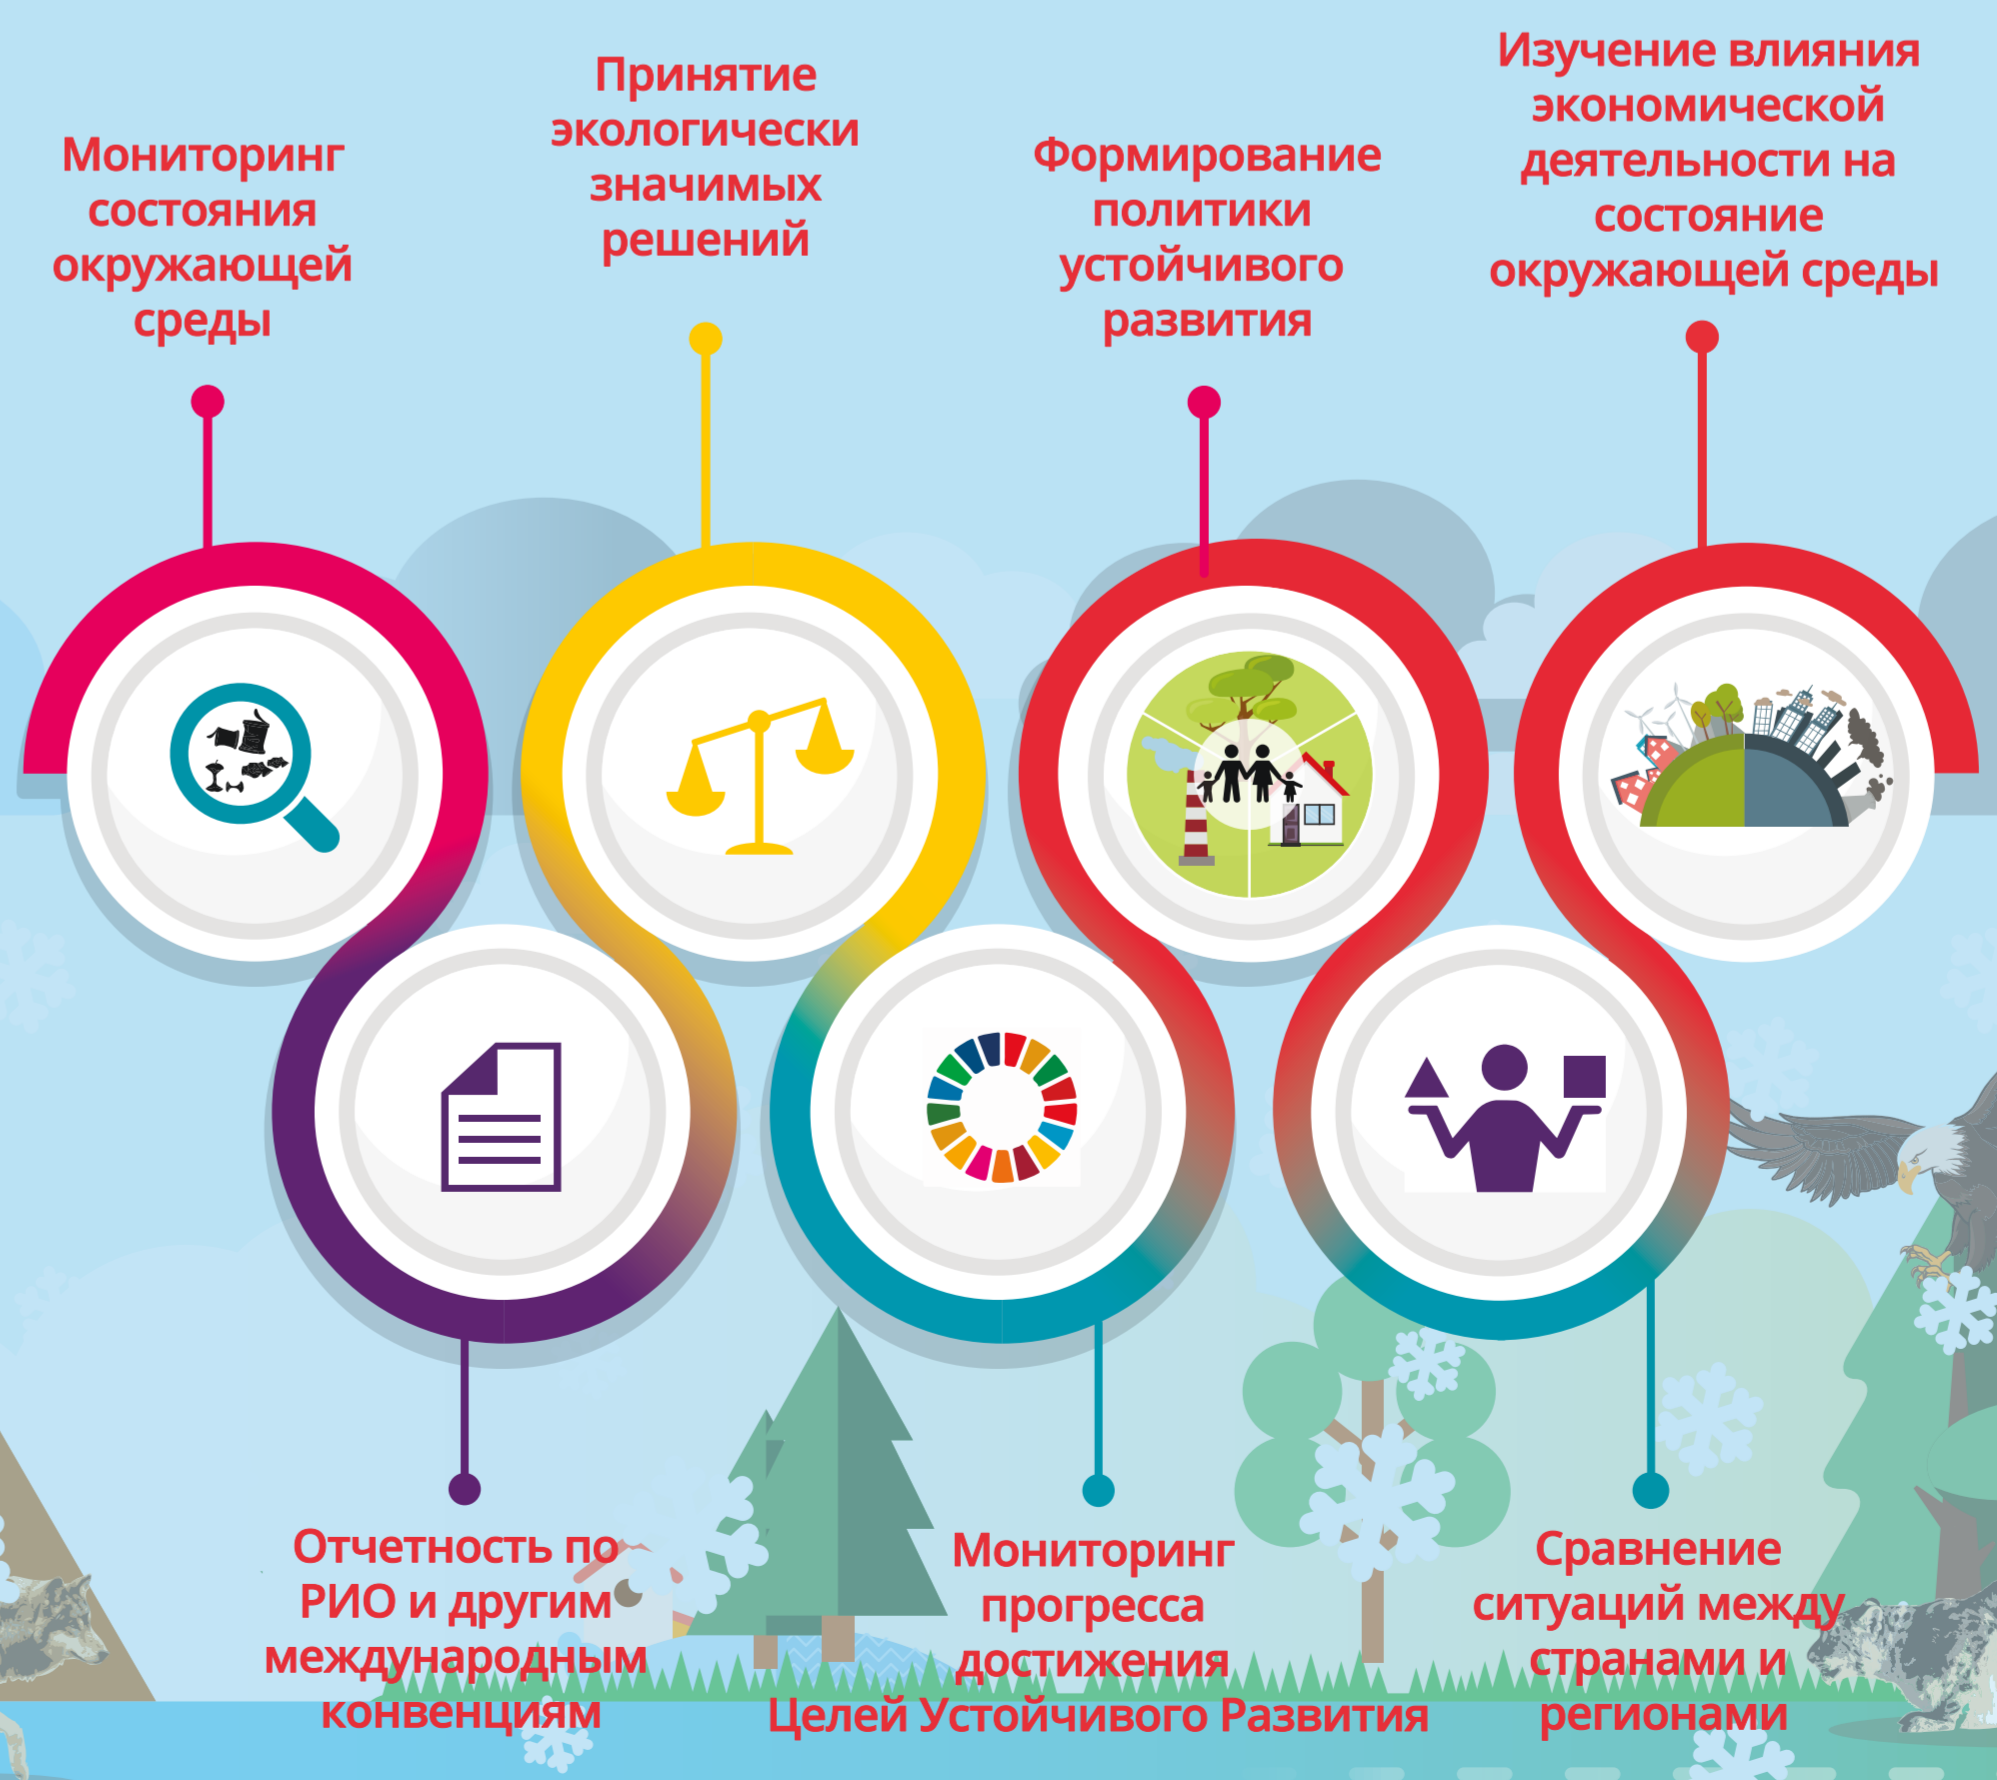 Мониторинг
состояния
окружающей
среды
Принятие
экологически
значимых
решений
Формирование
политики
устойчивого
развития
Изучение влияния
экономической
деятельности на
состояние
окружающей среды
Отчетность по
РИО и другим
международным
конвенциям
Мониторинг
прогресса
достижения
Целей Устойчивого Развития
Сравнение
ситуаций между
странами и
регионами